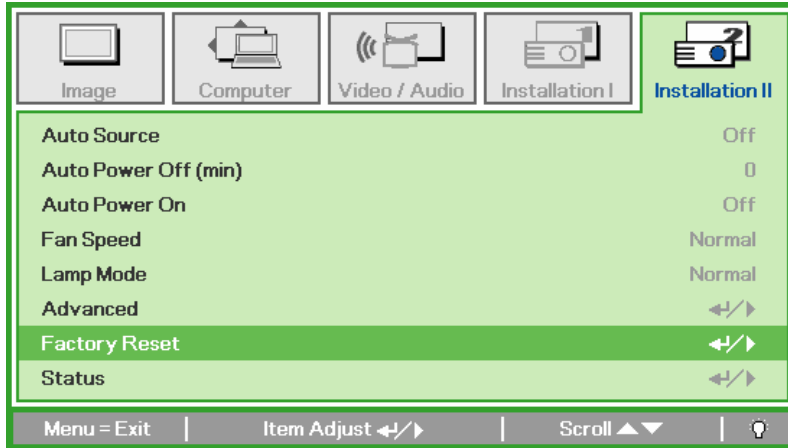 Image Computer Video / Audio Installation I Installation II
Auto Source Off
Auto Power Off (min) 0
Auto Power On Off
Fan Speed Normal
Lamp Mode Normal
Advanced ↵/▶
Factory Reset ↵/▶
Status ↵/▶
Menu = Exit | Item Adjust ↵/▶ | Scroll ▲▼ |